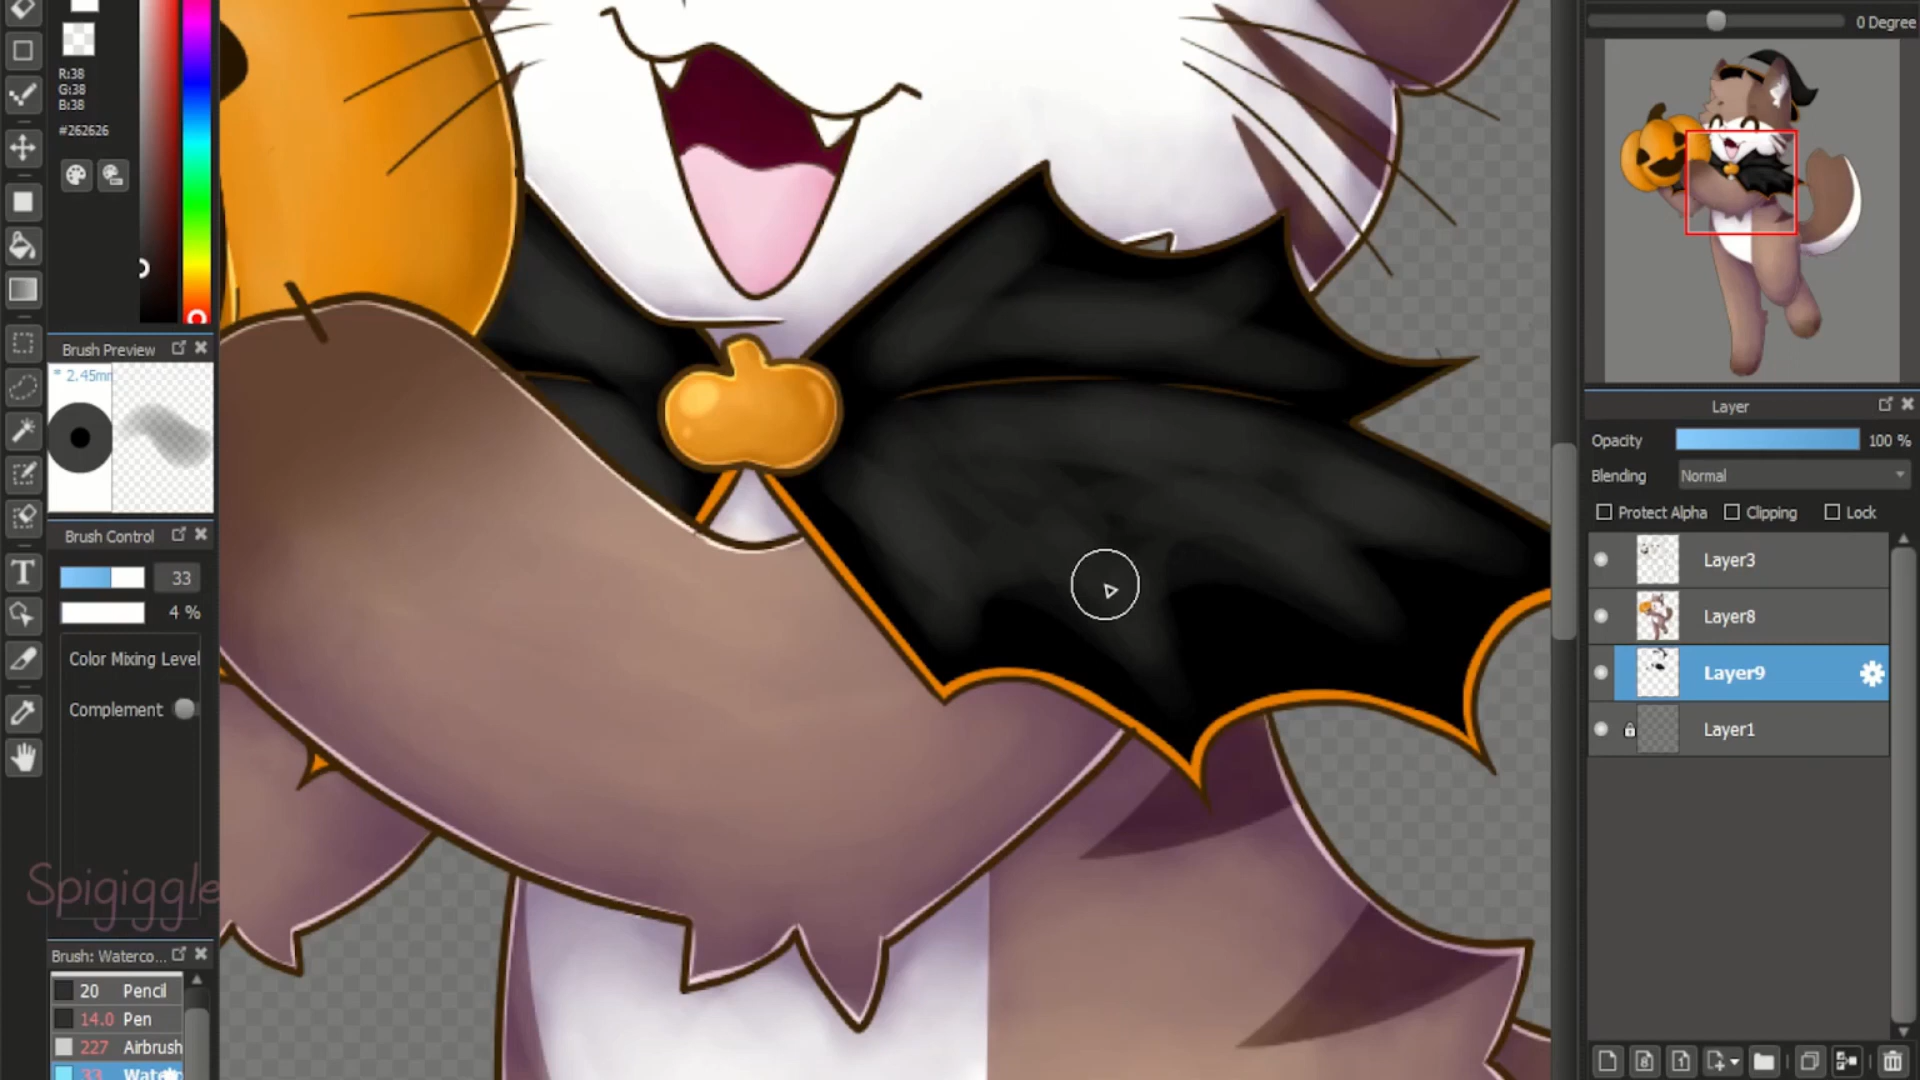 0 Degree
R:38
G:38
B:38
#262626
Brush Preview
* 2.45mm
Brush Control
33
4 %
Color Mixing Level
Complement
Spigiggle
Brush: Waterco...
20 Pencil
14.0 Pen
227 Airbrush
33 Water
Layer
Opacity 100 %
Blending Normal
Protect Alpha Clipping Lock
Layer3
Layer8
Layer9
Layer1